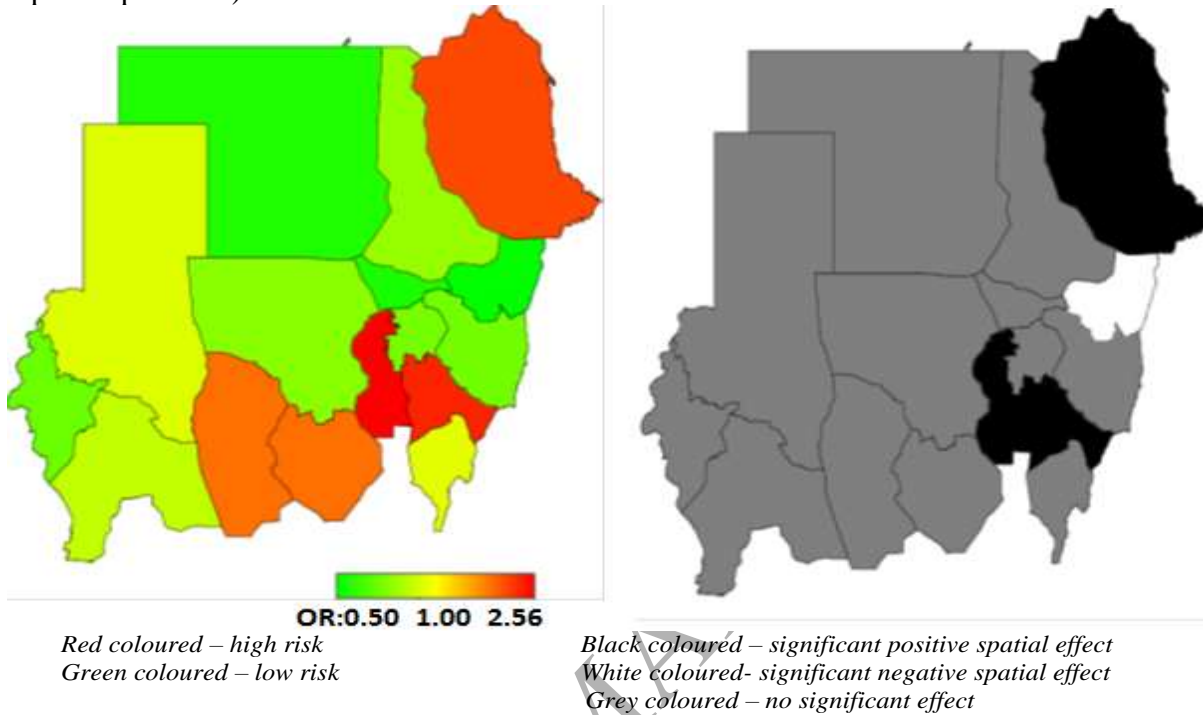 OR:0.50 1.00 2.56
Red coloured – high risk
Green coloured – low risk
Black coloured – significant positive spatial effect
White coloured- significant negative spatial effect
Grey coloured – no significant effect
MA